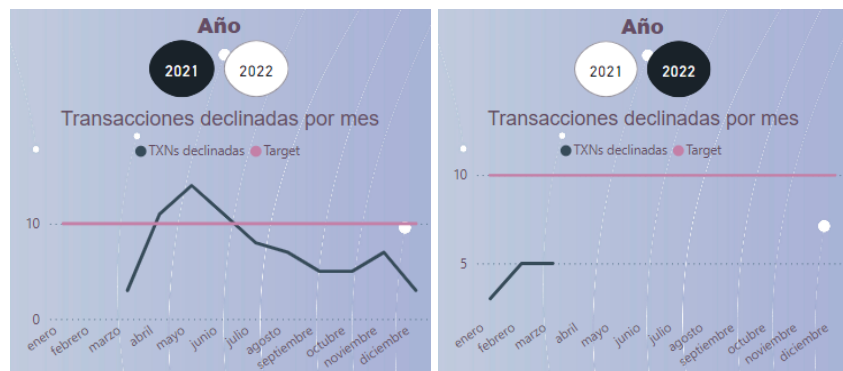 Año
2021 2022
Transacciones declinadas por mes
TXNs declinadas Target
10
0
enero febrero marzo abril mayo junio julio agosto septiembre octubre noviembre diciembre
Año
2021 2022
Transacciones declinadas por mes
TXNs declinadas Target
10
5
enero febrero marzo abril mayo junio julio agosto septiembre octubre noviembre diciembre